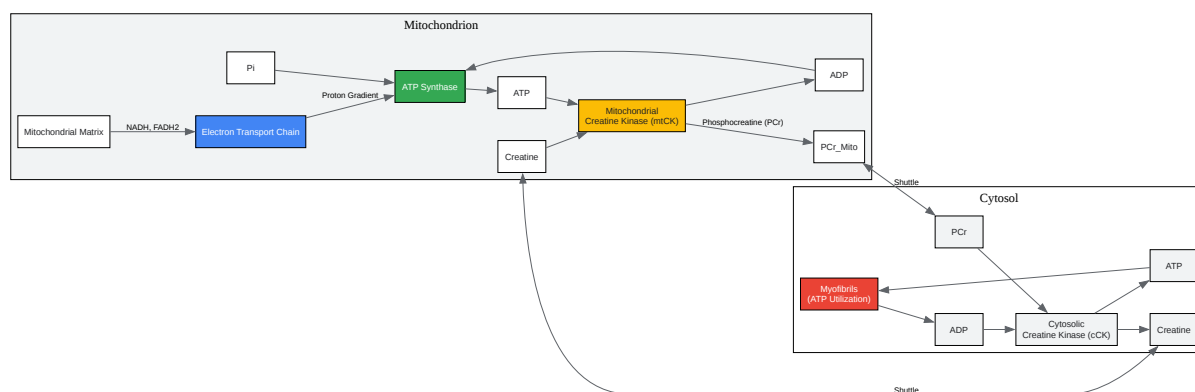 Mitochondrion
Pi
ADP
ATP Synthase
ATP
Proton Gradient
Mitochondrial
Creatine Kinase (mtCK)
Mitochondrial Matrix
NADH, FADH2
Electron Transport Chain
Phosphocreatine (PCr)
PCr_Mito
Creatine
Shuttle
Cytosol
PCr
ATP
Myofibrils
(ATP Utilization)
ADP
Cytosolic
Creatine Kinase (cCK)
Creatine
Shuttle